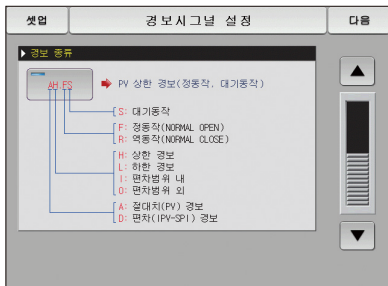 셋업
경보시그널 설정
다음
▶ 경보 종류
AH.FS
PV 상한 경보(정동작, 대기동작)
S: 대기동작
F: 정동작(NORMAL OPEN)
R: 역동작(NORMAL CLOSE)
H: 상한 경보
L: 하한 경보
I: 편차범위 내
O: 편차범위 외
A: 절대치(PV) 경보
D: 편차(IPV-SPI) 경보